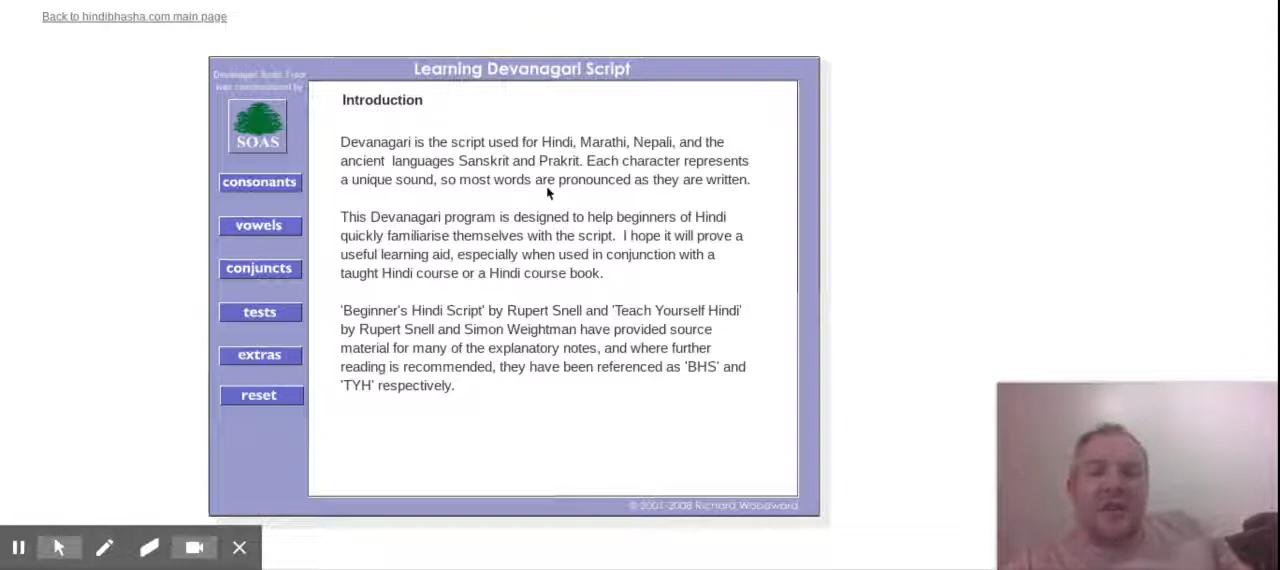 Back to hindibhasha.com main page
Learning Devanagari Script
Devanagari Script Tutor
was commissioned by
SOAS
consonants
vowels
conjuncts
tests
extras
reset
Introduction
Devanagari is the script used for Hindi, Marathi, Nepali, and the
ancient languages Sanskrit and Prakrit. Each character represents
a unique sound, so most words are pronounced as they are written.
This Devanagari program is designed to help beginners of Hindi
quickly familiarise themselves with the script. I hope it will prove a
useful learning aid, especially when used in conjunction with a
taught Hindi course or a Hindi course book.
'Beginner's Hindi Script' by Rupert Snell and 'Teach Yourself Hindi'
by Rupert Snell and Simon Weightman have provided source
material for many of the explanatory notes, and where further
reading is recommended, they have been referenced as 'BHS' and
'TYH' respectively.
© 2001-2008 Richard Woodward